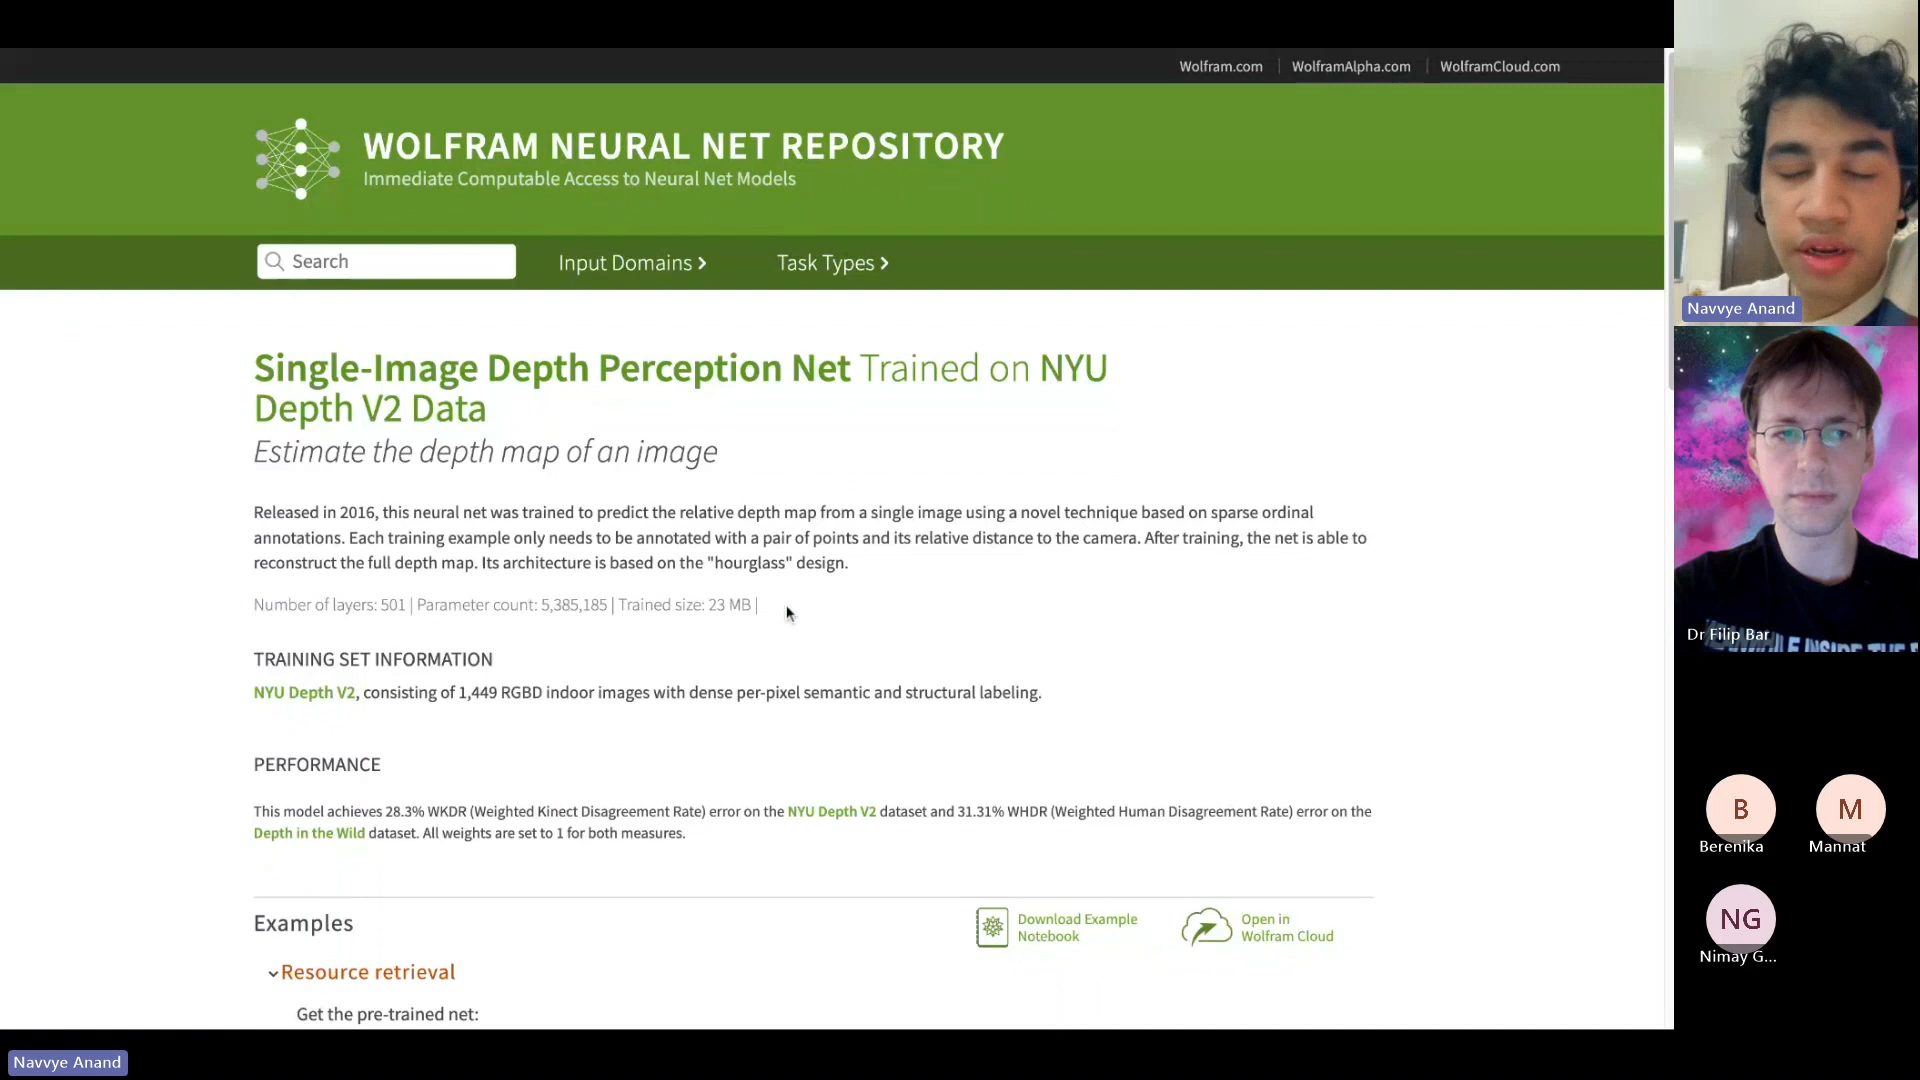 Wolfram.com | WolframAlpha.com | WolframCloud.com
WOLFRAM NEURAL NET REPOSITORY
Immediate Computable Access to Neural Net Models
Search
Input Domains
Task Types
Single-Image Depth Perception Net Trained on NYU
Depth V2 Data
Estimate the depth map of an image
Released in 2016, this neural net was trained to predict the relative depth map from a single image using a novel technique based on sparse ordinal
annotations. Each training example only needs to be annotated with a pair of points and its relative distance to the camera. After training, the net is able to
reconstruct the full depth map. Its architecture is based on the "hourglass" design.
Number of layers: 501 | Parameter count: 5,385,185 | Trained size: 23 MB |
TRAINING SET INFORMATION
NYU Depth V2, consisting of 1,449 RGBD indoor images with dense per-pixel semantic and structural labeling.
PERFORMANCE
This model achieves 28.3% WKDR (Weighted Kinect Disagreement Rate) error on the NYU Depth V2 dataset and 31.31% WHDR (Weighted Human Disagreement Rate) error on the
Depth in the Wild dataset. All weights are set to 1 for both measures.
Examples
Download Example
Notebook
Open in
Wolfram Cloud
Resource retrieval
Get the pre-trained net:
Navvye Anand
Navvye Anand
Dr Filip Bar
B
Berenika
M
Mannat
NG
Nimay G...